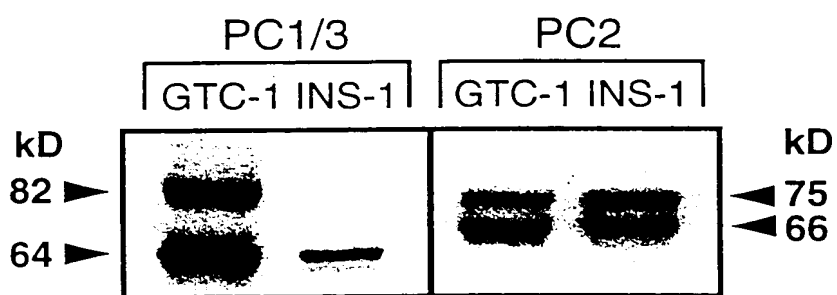 PC1/3 PC2
GTC-1 INS-1 GTC-1 INS-1
kD kD
82 75
66
64